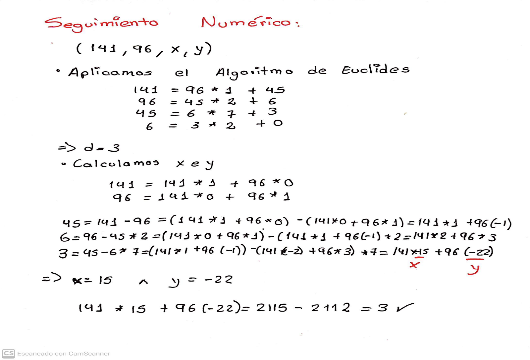 Seguimiento Numérico:
(141, 96, x, y)
• Aplicamos el Algoritmo de Euclides
141 = 96 * 1 + 45
96 = 45 * 2 + 6
45 = 6 * 7 + 3
6 = 3 * 2 + 0
=> d = 3
• Calculamos x e y
141 = 141 * 1 + 96 * 0
96 = 141 * 0 + 96 * 1
45 = 141 - 96 = (141 * 1 + 96 * 0) - (141 * 0 + 96 * 1) = 141 * 1 + 96 (-1)
6 = 96 - 45 * 2 = (141 * 0 + 96 * 1) - (141 * 1 + 96 (-1) * 2 = 141 * 2 + 96 * 3
3 = 45 - 6 * 7 = (141 * 1 + 96 (-1)) - (141 (-2) + 96 * 3) * 7 = 141 * 15 + 96 (-22)
x y
=> x = 15 ∧ y = -22
141 * 15 + 96 (-22) = 2115 - 2112 = 3 ✓
CS Escaneado con CamScanner